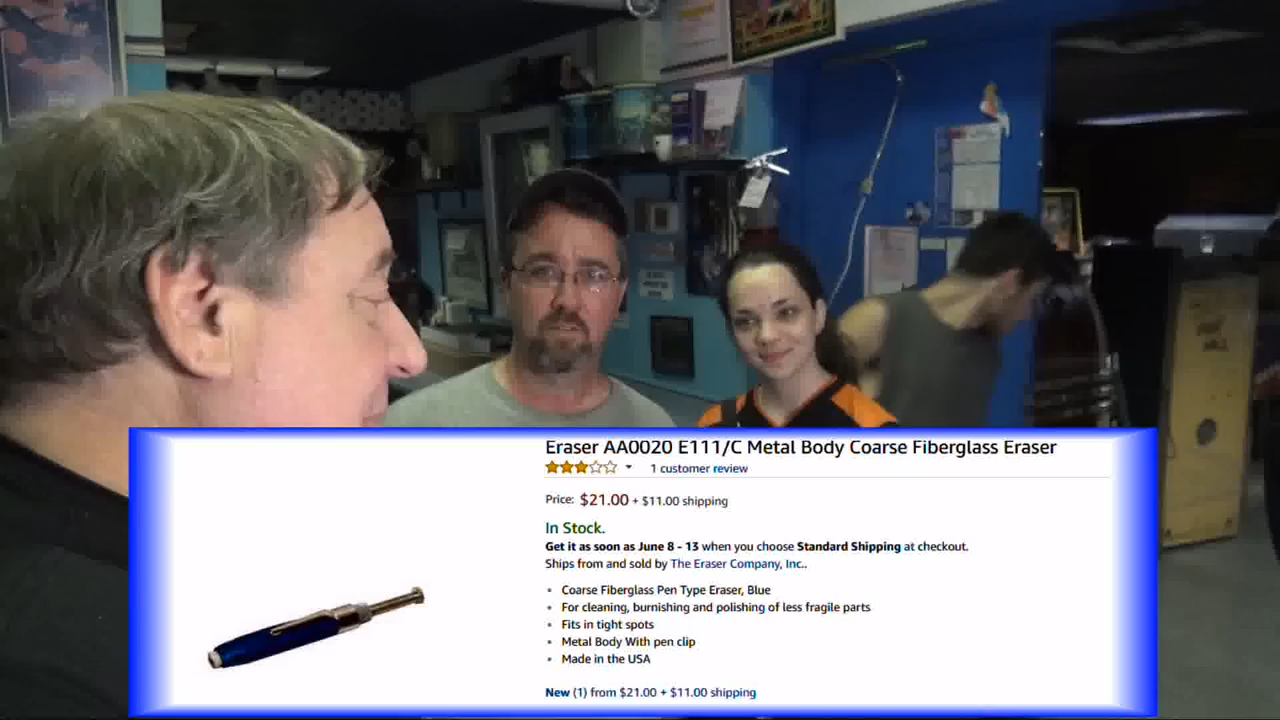 Eraser AA0020 E111/C Metal Body Coarse Fiberglass Eraser
1 customer review
Price: $21.00 + $11.00 shipping
In Stock.
Get it as soon as June 8 - 13 when you choose Standard Shipping at checkout.
Ships from and sold by The Eraser Company, Inc..
Coarse Fiberglass Pen Type Eraser, Blue
For cleaning, burnishing and polishing of less fragile parts
Fits in tight spots
Metal Body With pen clip
Made in the USA
New (1) from $21.00 + $11.00 shipping